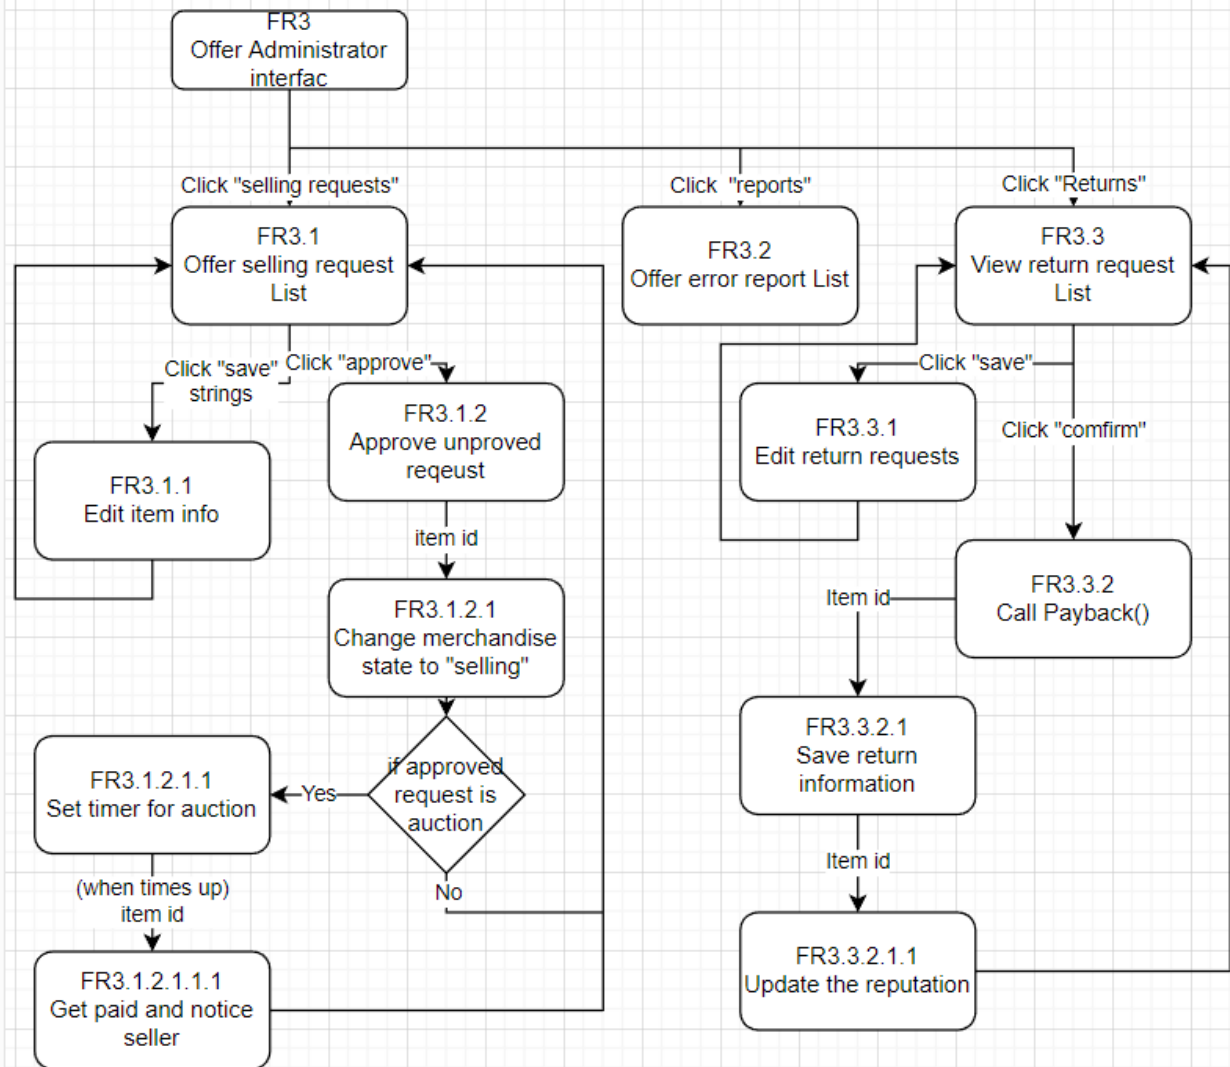 FR3
Offer Administrator
interfac
Click "selling requests"
Click "reports"
Click "Returns"
FR3.1
Offer selling request
List
FR3.2
Offer error report List
FR3.3
View return request
List
Click "save"
strings
Click "approve"
Click "save"
FR3.1.2
Approve unproved
reqeust
FR3.3.1
Edit return requests
Click "comfirm"
FR3.1.1
Edit item info
item id
FR3.1.2.1
Change merchandise
state to "selling"
Item id
FR3.3.2
Call Payback()
FR3.3.2.1
Save return
information
if approved
request is
auction
Yes
FR3.1.2.1.1
Set timer for auction
No
Item id
(when times up)
item id
FR3.1.2.1.1.1
Get paid and notice
seller
FR3.3.2.1.1
Update the reputation